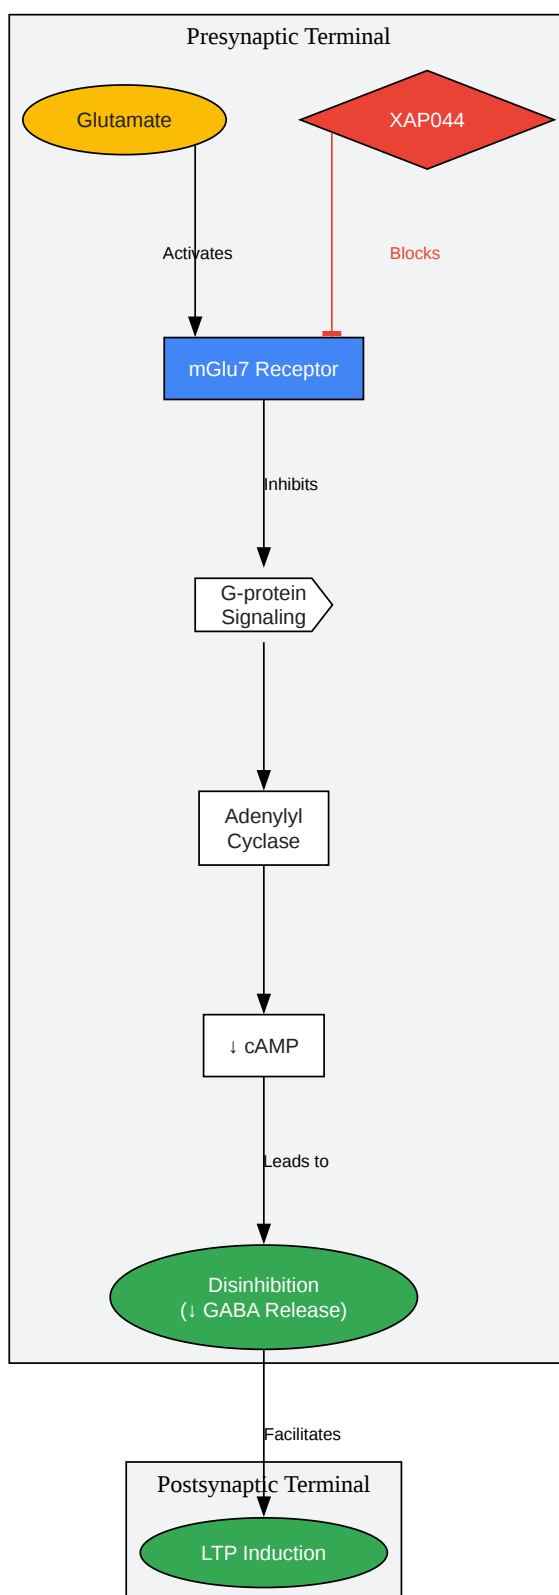 Presynaptic Terminal
Glutamate
XAP044
Activates
Blocks
mGlu7 Receptor
Inhibits
G-protein
Signaling
Adenylyl
Cyclase
↓ cAMP
Leads to
Disinhibition
(↓ GABA Release)
Facilitates
Postsynaptic Terminal
LTP Induction